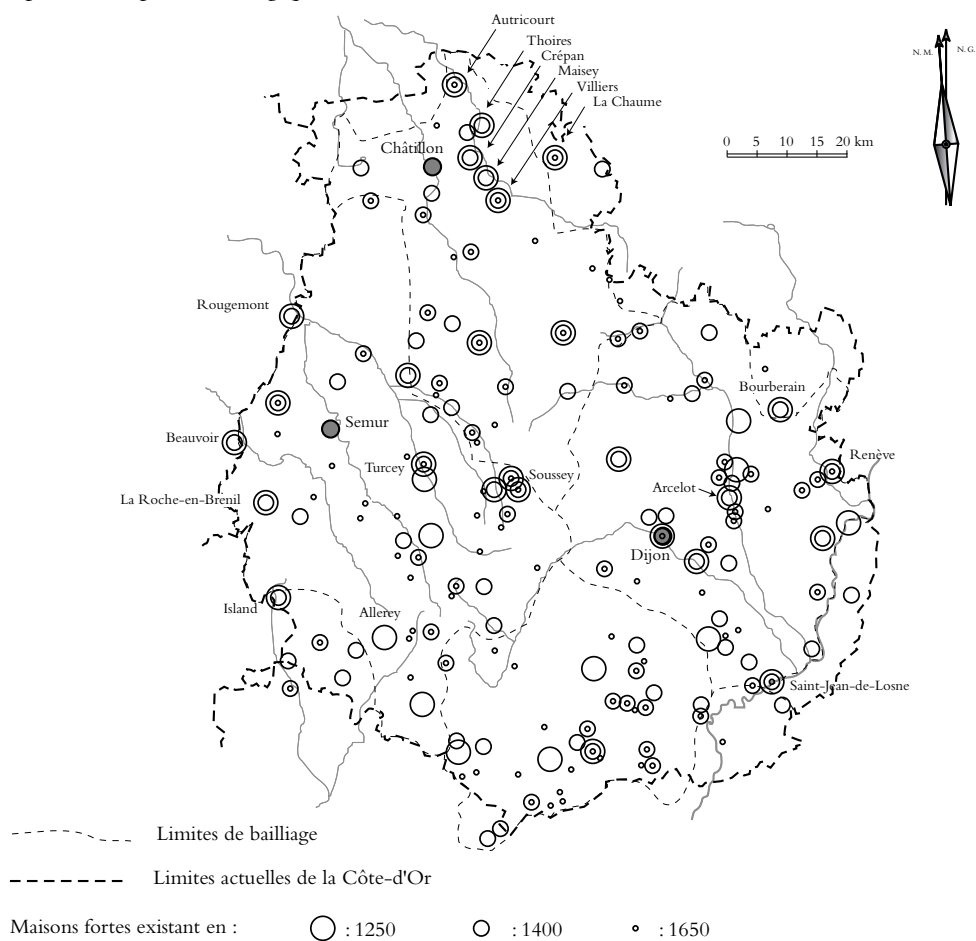 Autricourt
Thoires
Crépan
Maisey
Villiers
La Chaume
N. M.
N. G.
0 5 10 15 20 km
Châtillon
Rougemont
Bourberain
Semur
Beauvoir
Renève
Turcey
Soussey
Arcelot
La Roche-en-Brenil
Dijon
Island
Allerey
Saint-Jean-de-Losne
Limites de bailliage
Limites actuelles de la Côte-d'Or
Maisons fortes existant en : : 1250 : 1400 : 1650